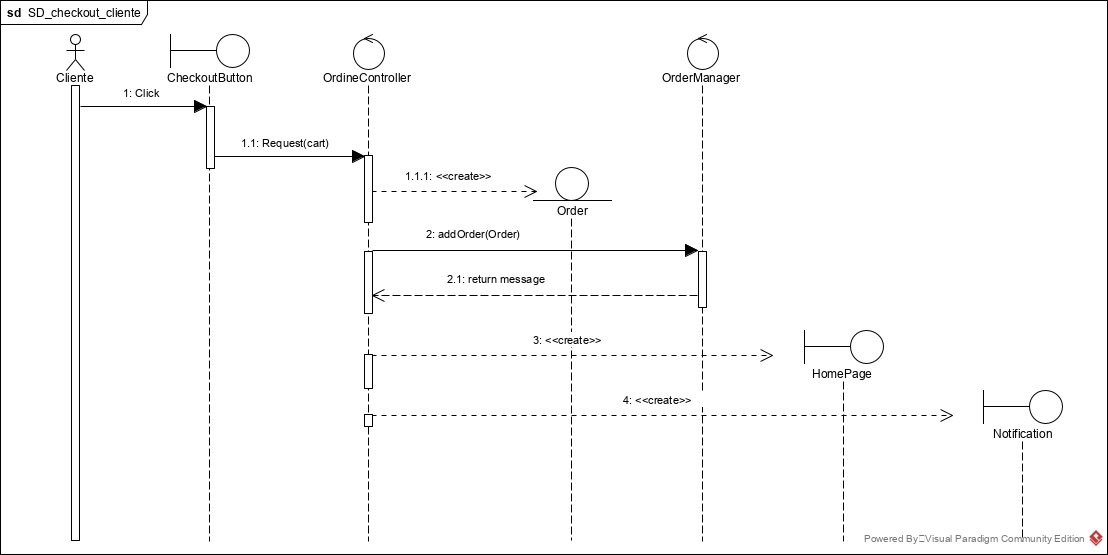 sd SD_checkout_cliente
Cliente
CheckoutButton
OrdineController
OrderManager
1: Click
1.1: Request(cart)
1.1.1: <<create>>
Order
2: addOrder(Order)
2.1: return message
3: <<create>>
HomePage
4: <<create>>
Notification
Powered By Visual Paradigm Community Edition